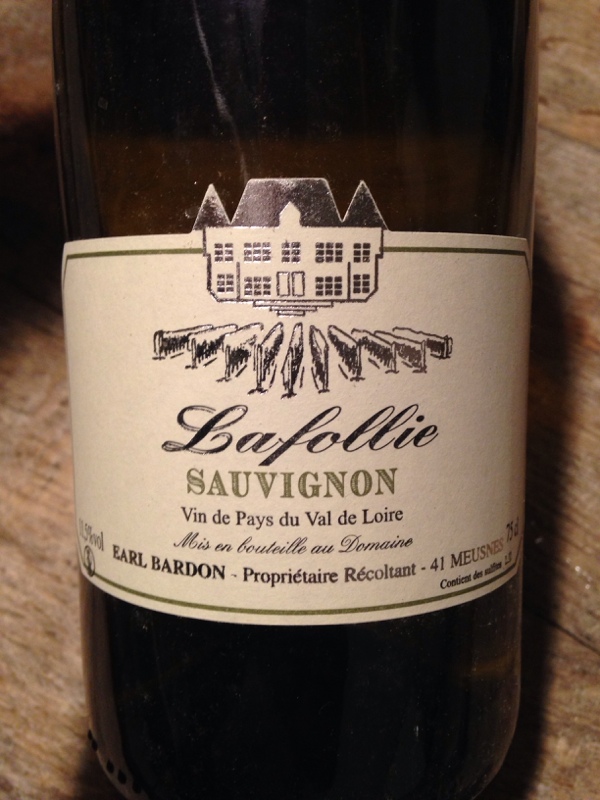 Lafollie
SAUVIGNON
Vin de Pays du Val de Loire
Mis en bouteille au Domaine
EARL BARDON - Propriétaire Récoltant - 41 MEUSNES
75 cl
Contient des sulfites